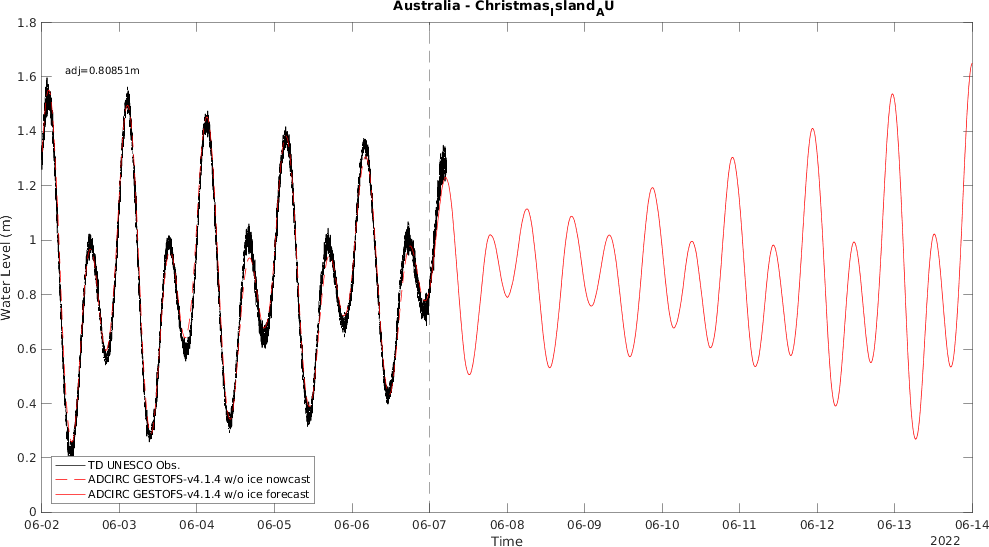 Australia - Christmas_Island_AU
adj=0.80851m
Water Level (m)
1.8
1.6
1.4
1.2
1
0.8
0.6
0.4
0.2
0
TD UNESCO Obs.
ADCIRC GESTOFS-v4.1.4 w/o ice nowcast
ADCIRC GESTOFS-v4.1.4 w/o ice forecast
06-02 06-03 06-04 06-05 06-06 06-07 06-08 06-09 06-10 06-11 06-12 06-13 06-14
Time
2022